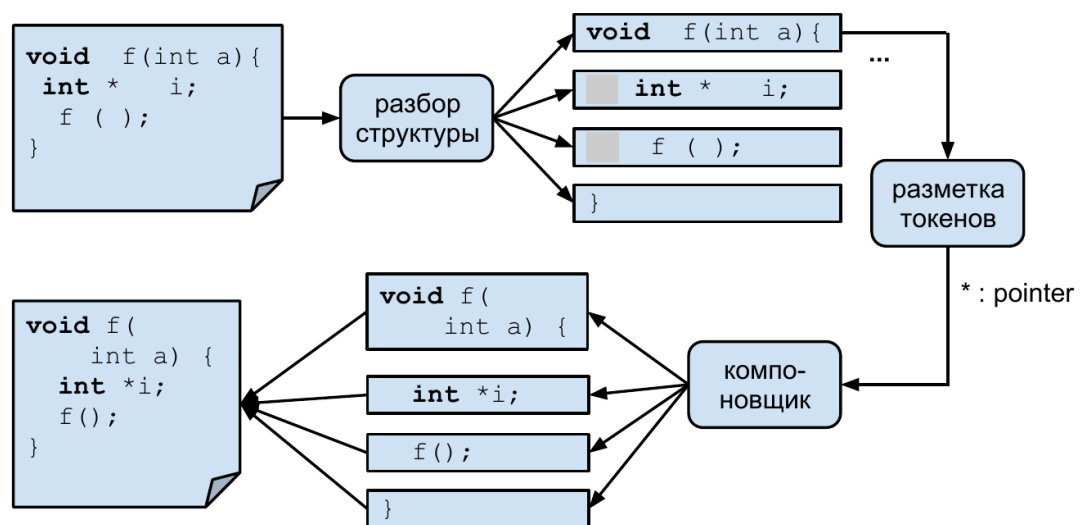 void  f(int a){
 int *   i;
  f ( );
}
разбор
структуры
void  f(int a){
int *   i;
f ( );
}
...
разметка
токенов
* : pointer
компо-
новщик
void f(
    int a) {
  int *i;
  f();
}
void f(
    int a) {
  int *i;
  f();
}